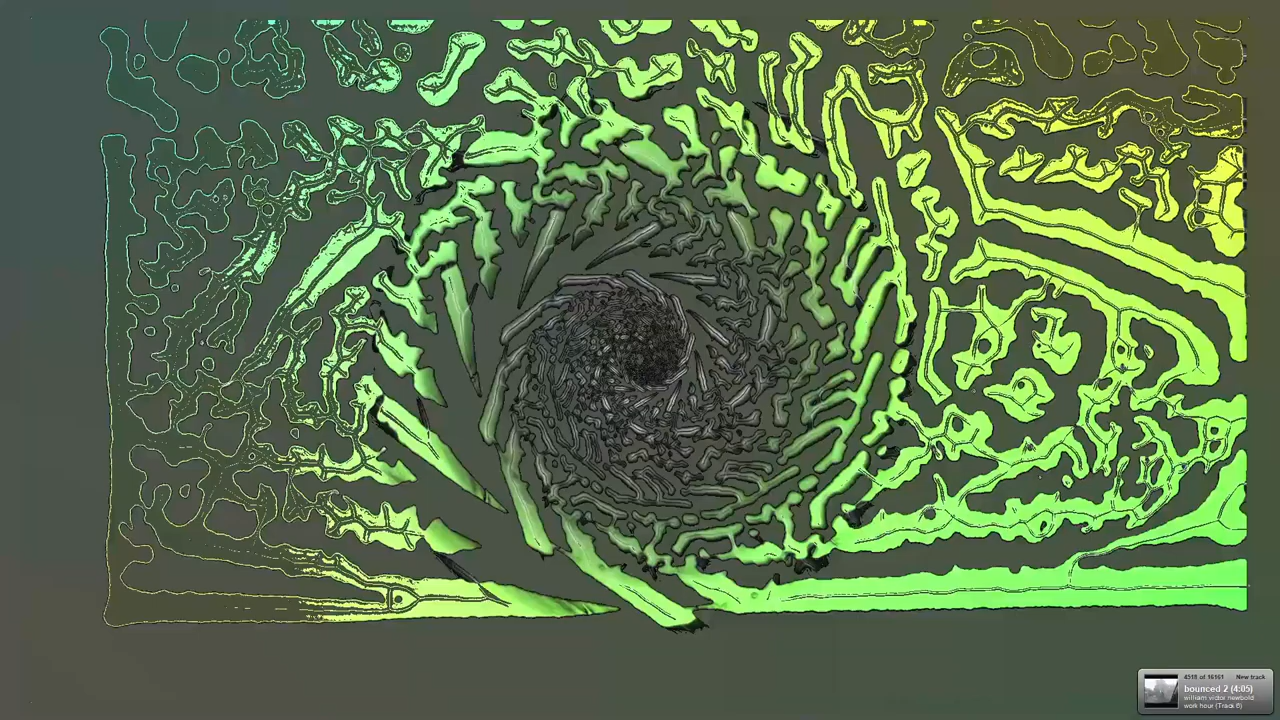 4518 of 16161 New track
bounced 2 (4:05)
william victor newbold
work hour (Track 6)